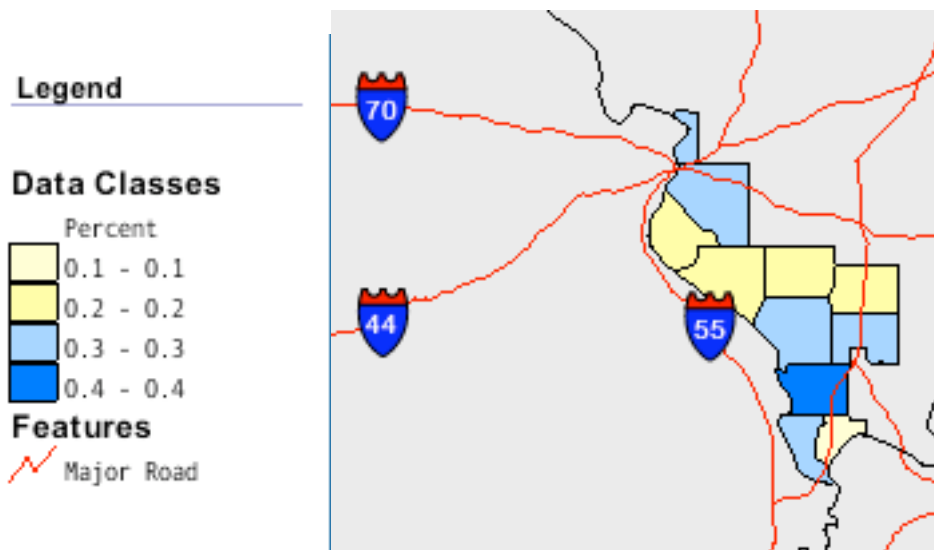 Legend
Data Classes
Percent
0.1 - 0.1
0.2 - 0.2
0.3 - 0.3
0.4 - 0.4
Features
Major Road
70
44
55